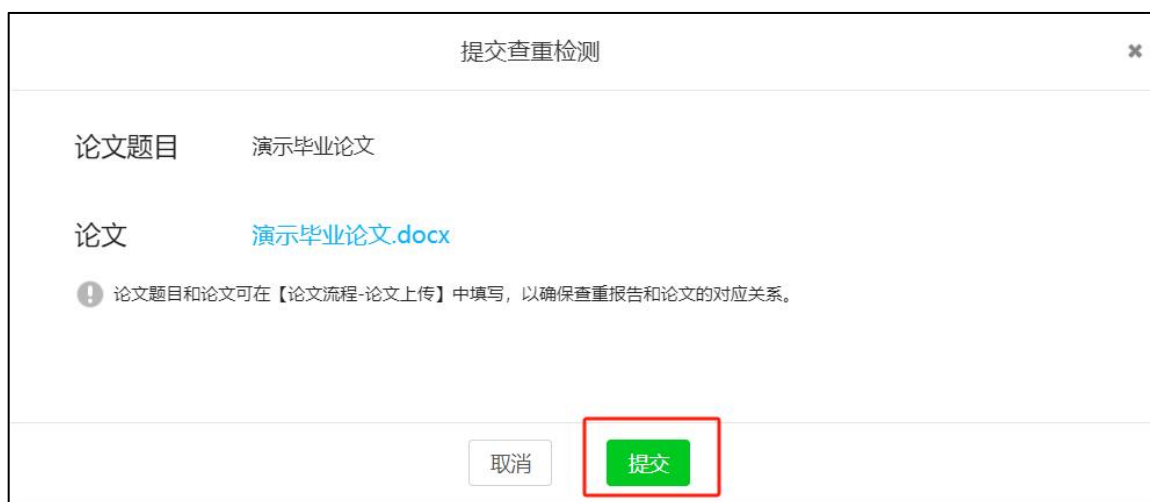 提交查重检测
论文题目 演示毕业论文
论文 演示毕业论文.docx
论文题目和论文可在【论文流程-论文上传】中填写，以确保查重报告和论文的对应关系。
取消 提交